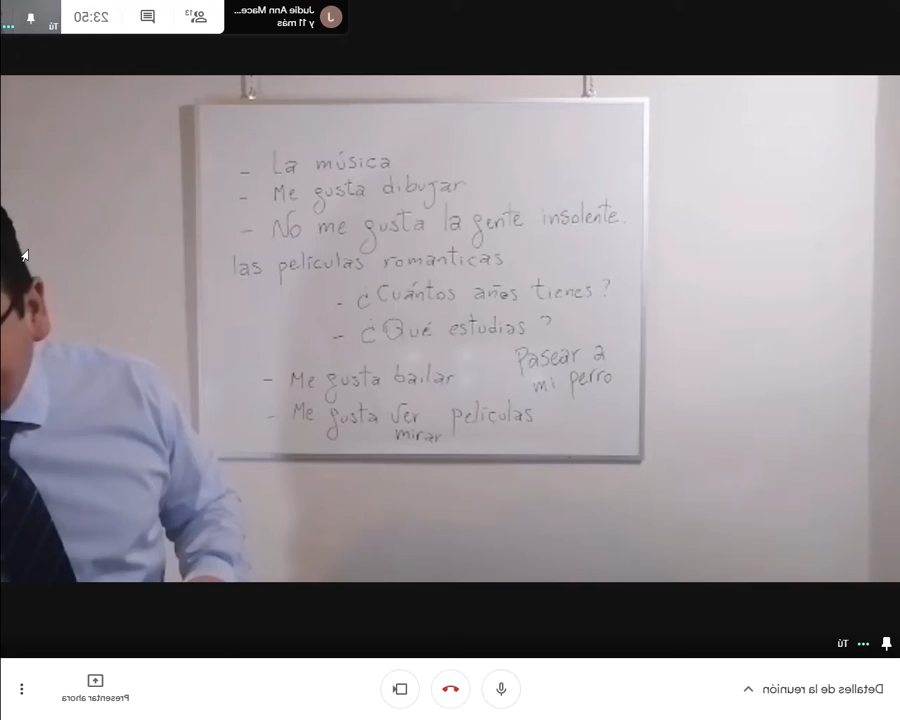 Judie Ann Mace...
y 11 más
13
23:50
Tú
- La música
- Me gusta dibujar
- No me gusta la gente insolente.
las peliculas romanticas
- ¿Cuántos años tienes?
- ¿Qué estudias?
Pasear a
mi perro
- Me gusta bailar
- Me gusta ver peliculas
mirar
Tú
Detalles de la reunión
Presentar ahora